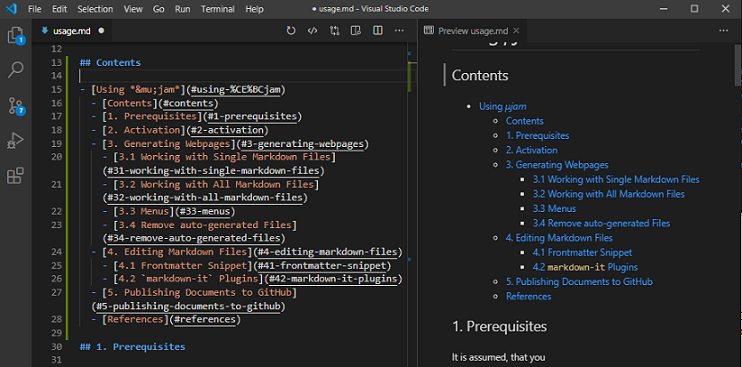 File Edit Selection View Go Run Terminal Help
● usage.md - Visual Studio Code
usage.md
12
13 ## Contents
14
15 - [Using *&mu;jam*](#using-%CE%BCjam)
16 - [Contents](#contents)
17 - [1. Prerequisites](#1-prerequisites)
18 - [2. Activation](#2-activation)
19 - [3. Generating Webpages](#3-generating-webpages)
20 - [3.1 Working with Single Markdown Files]
(#31-working-with-single-markdown-files)
21 - [3.2 Working with All Markdown Files]
(#32-working-with-all-markdown-files)
22 - [3.3 Menus](#33-menus)
23 - [3.4 Remove auto-generated Files]
(#34-remove-auto-generated-files)
24 - [4. Editing Markdown Files](#4-editing-markdown-files)
25 - [4.1 Frontmatter Snippet](#41-frontmatter-snippet)
26 - [4.2 `markdown-it` Plugins](#42-markdown-it-plugins)
27 - [5. Publishing Documents to GitHub]
(#5-publishing-documents-to-github)
28 - [References](#references)
29
30 ## 1. Prerequisites
31
1
7
Preview usage.md
Contents
Using μjam
Contents
1. Prerequisites
2. Activation
3. Generating Webpages
3.1 Working with Single Markdown Files
3.2 Working with All Markdown Files
3.3 Menus
3.4 Remove auto-generated Files
4. Editing Markdown Files
4.1 Frontmatter Snippet
4.2 markdown-it Plugins
5. Publishing Documents to GitHub
References
1. Prerequisites
It is assumed, that you